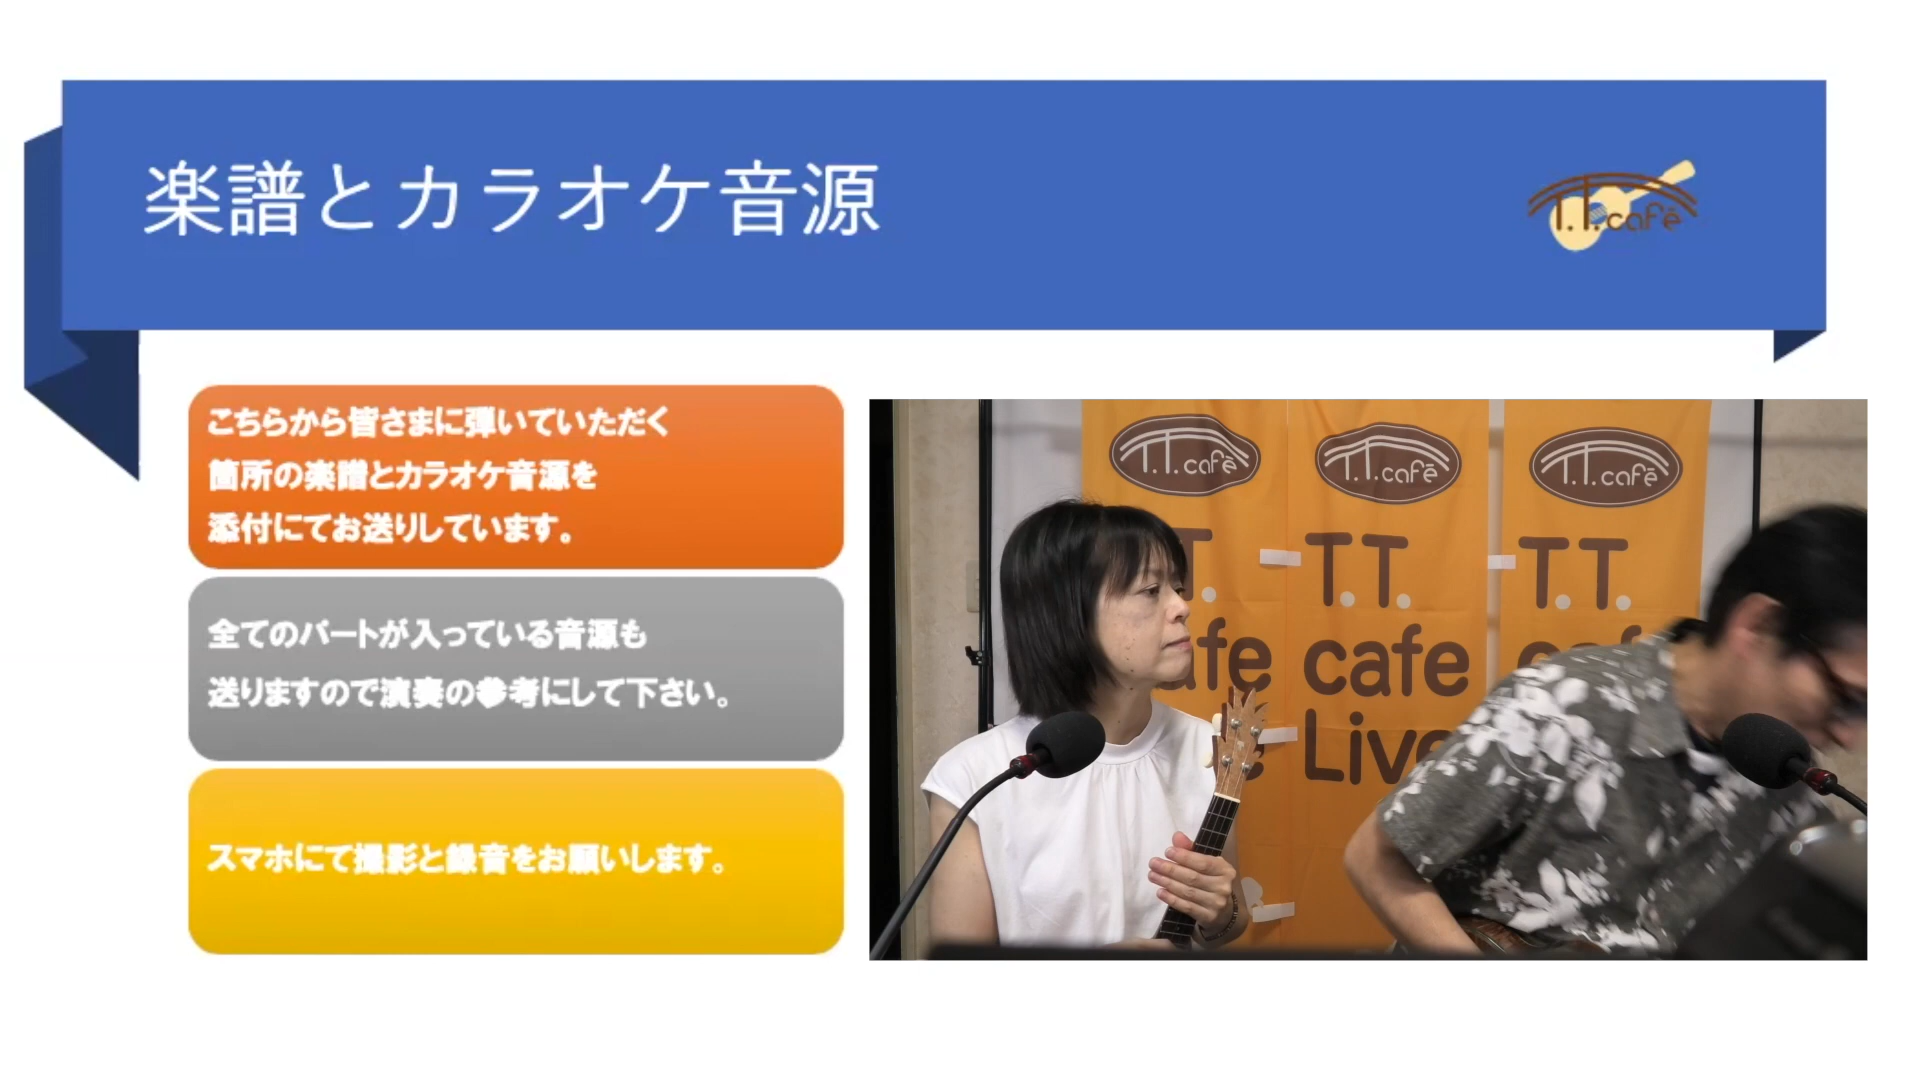 楽譜とカラオケ音源
T.T.café
こちらから皆さまに弾いていただく
箇所の楽譜とカラオケ音源を
添付にてお送りしています。
全てのパートが入っている音源も
送りますので演奏の参考にして下さい。
スマホにて撮影と録音をお願いします。
T.T.café
T.T.café
T.T.café
T.
T.T.
T.T.
afe
cafe
Live